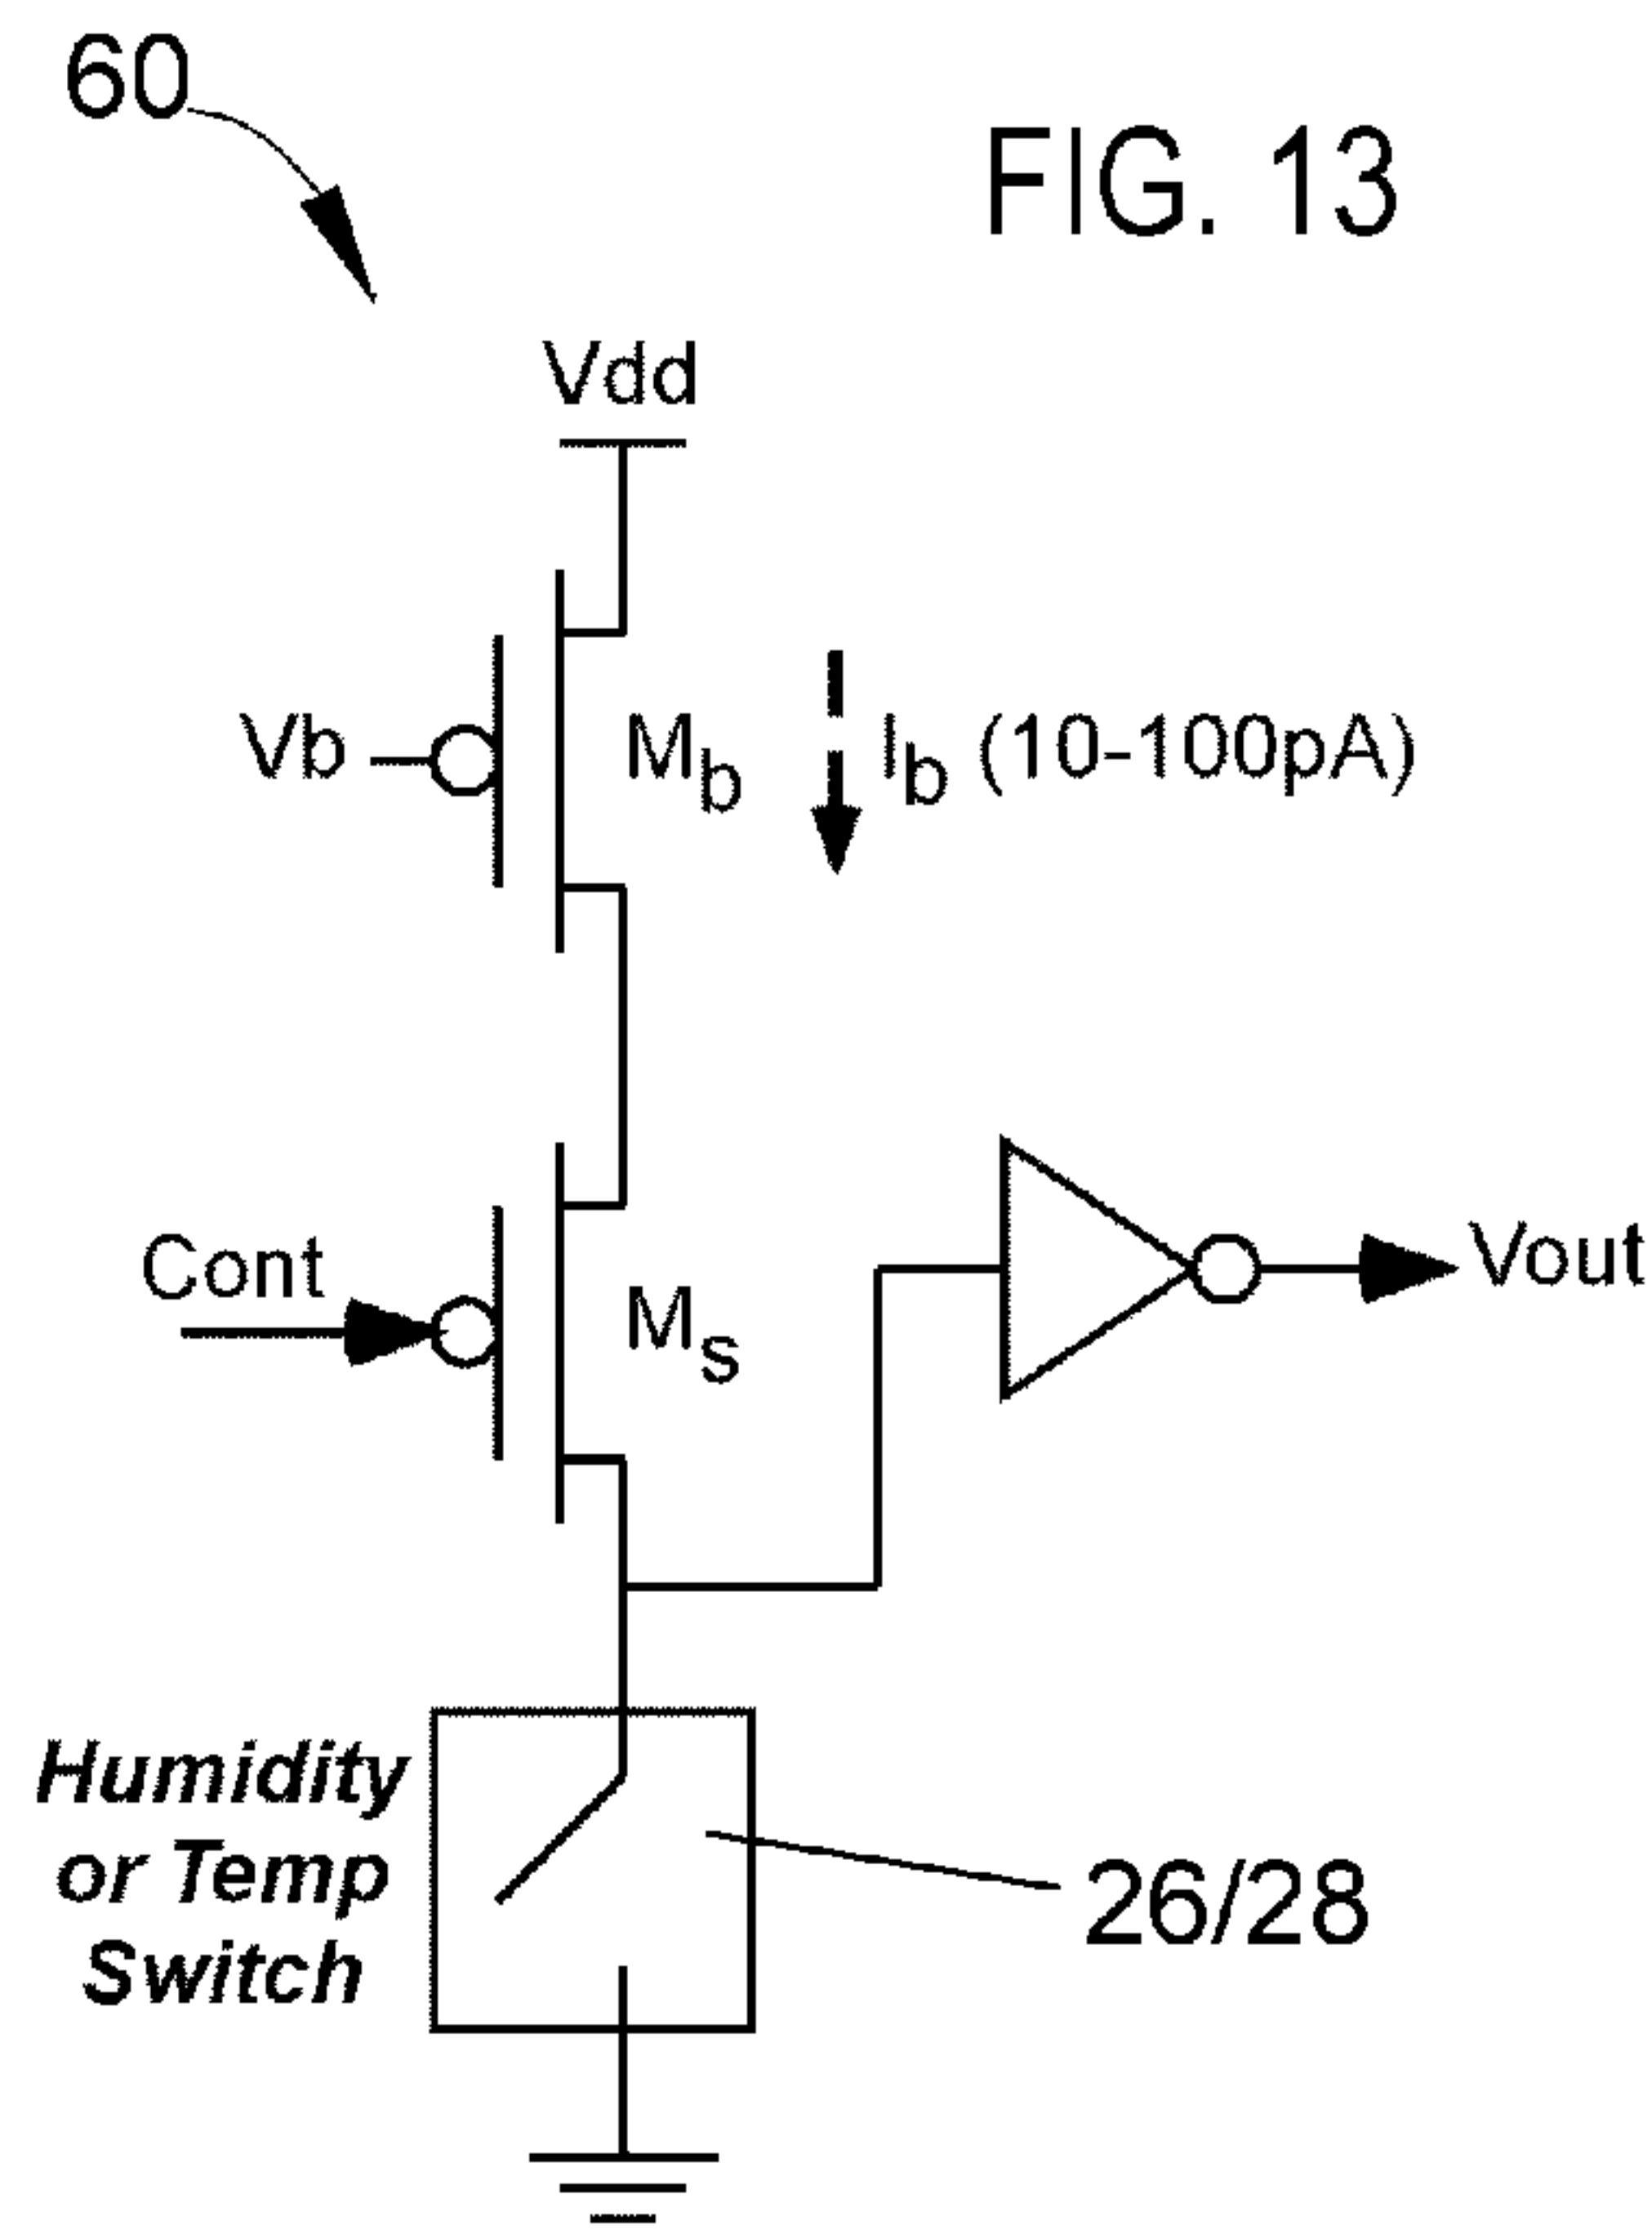 60
FIG. 13
Vdd
Vb
Mb
Ib (10-100pA)
Cont
Ms
Vout
Humidity
or Temp
Switch
26/28